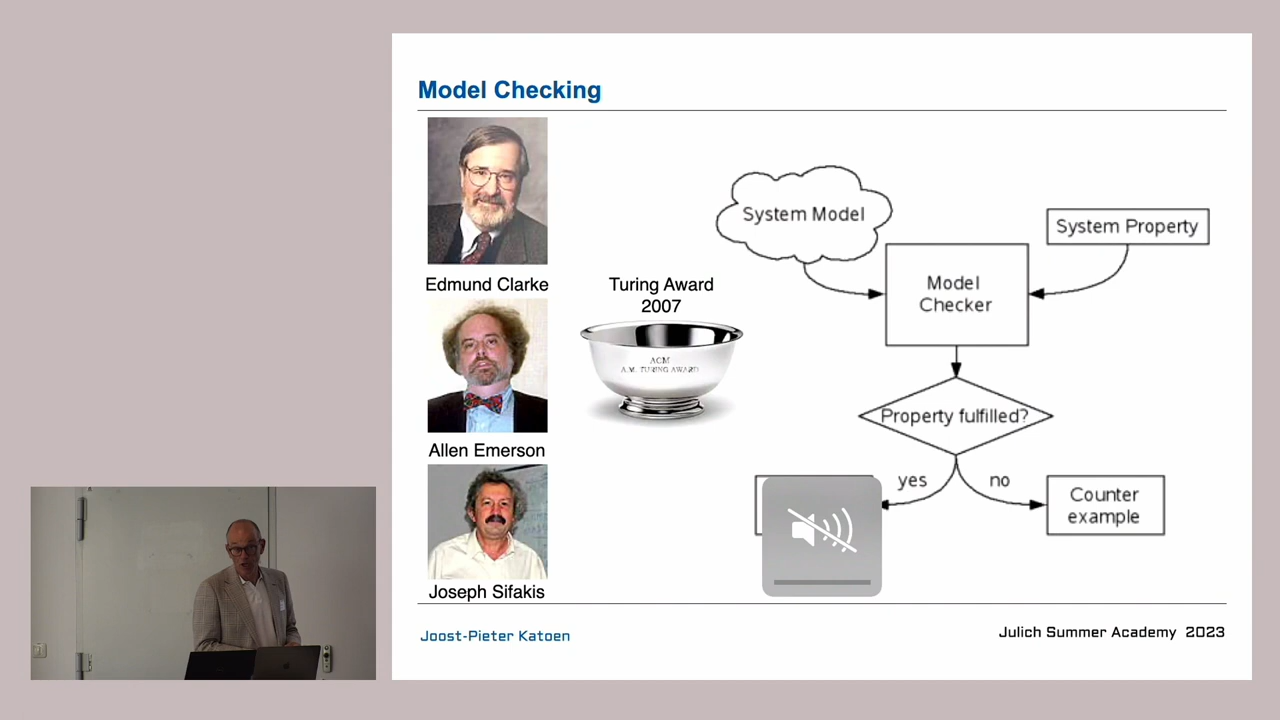 Model Checking
Edmund Clarke
Allen Emerson
Joseph Sifakis
Turing Award
2007
ACM
A.M. TURING AWARD
System Model
System Property
Model
Checker
Property fulfilled?
yes
no
Counter
example
Joost-Pieter Katoen
Julich Summer Academy 2023